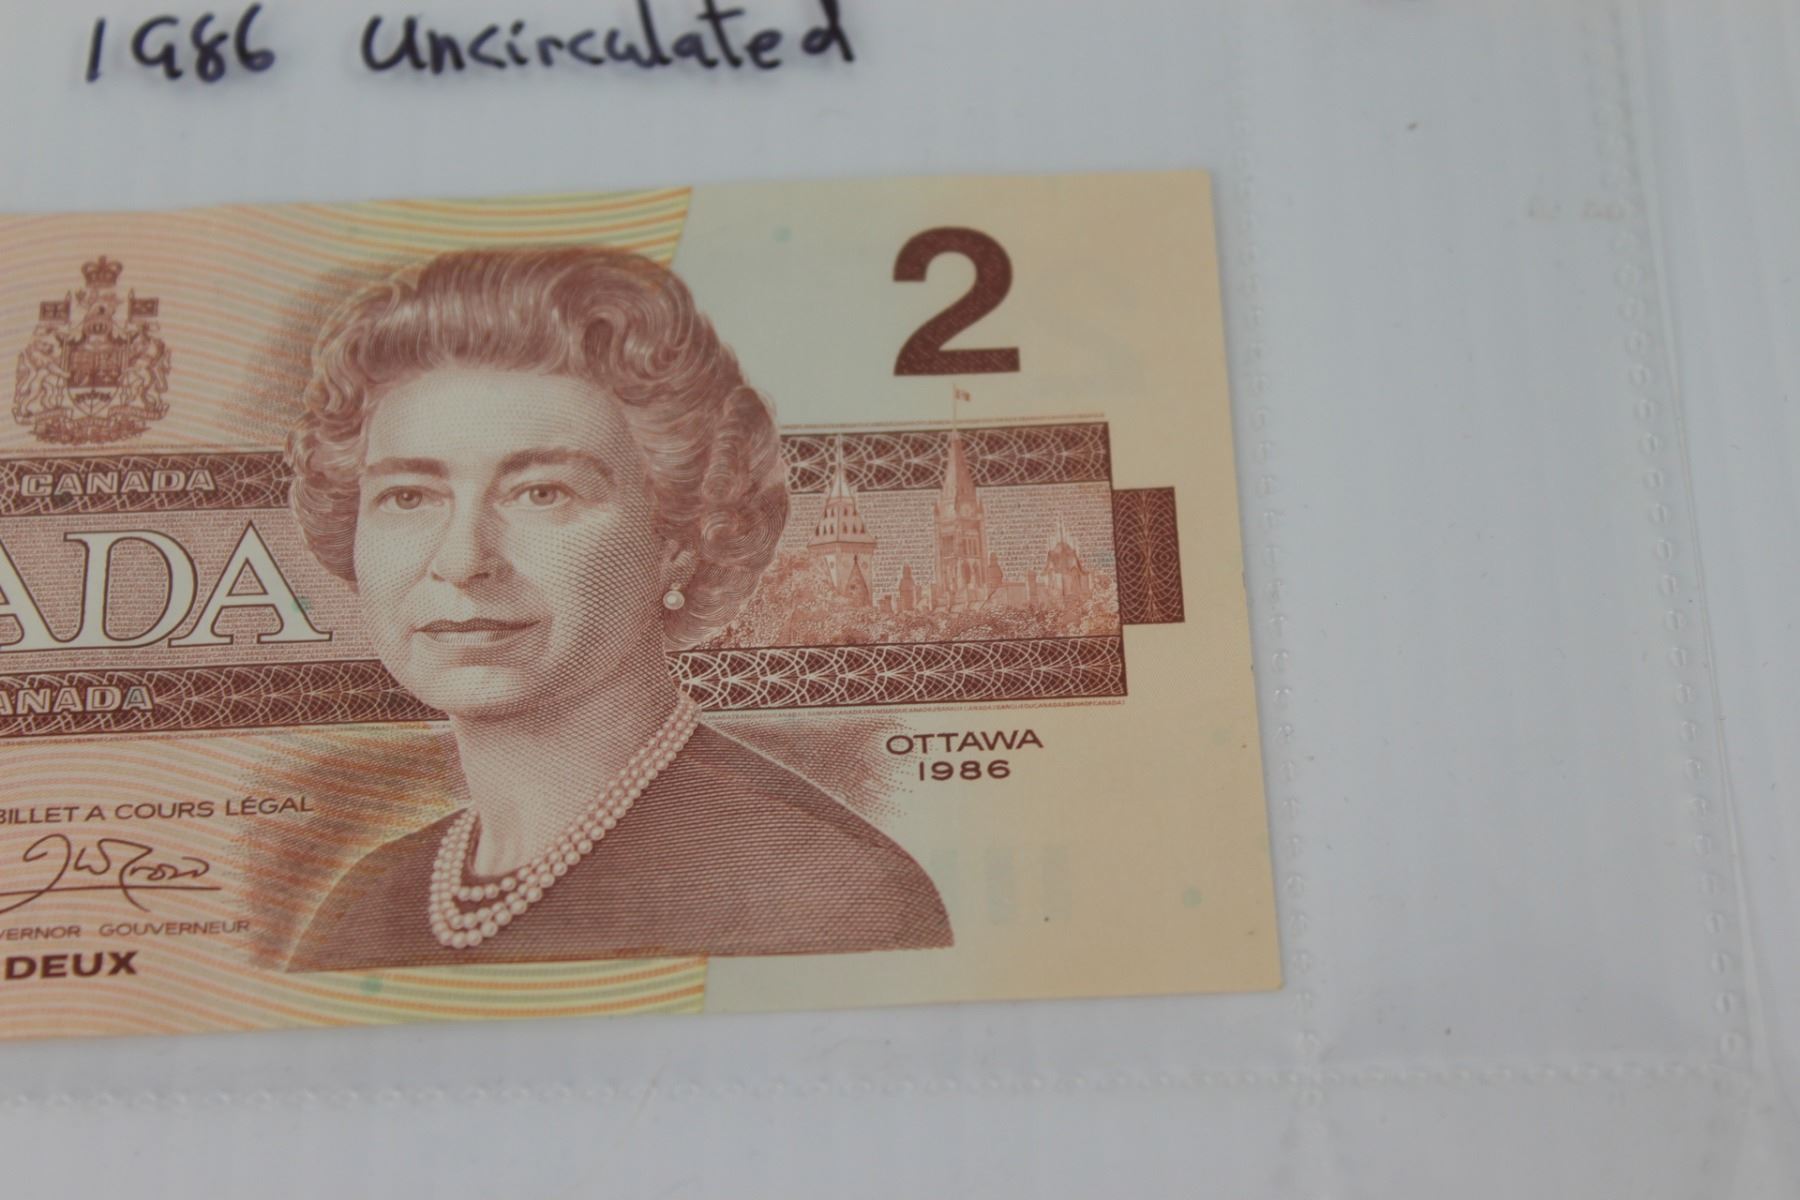 1986 Uncirculated
2
CANADA
ADA
ANADA
OTTAWA
1986
BILLET A COURS LÉGAL
VERNOR GOUVERNEUR
DEUX